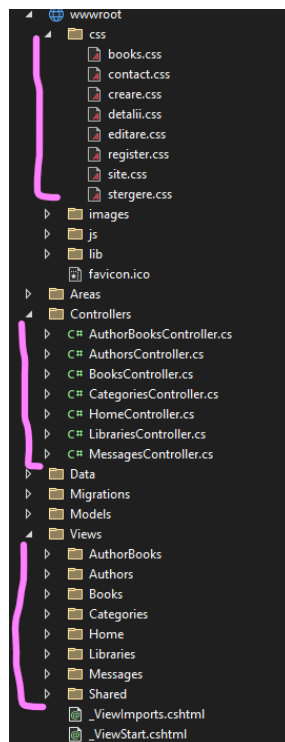 wwwroot
css
books.css
contact.css
creare.css
detalii.css
editare.css
register.css
site.css
stergere.css
images
js
lib
favicon.ico
Areas
Controllers
C# AuthorBooksController.cs
C# AuthorsController.cs
C# BooksController.cs
C# CategoriesController.cs
C# HomeController.cs
C# LibrariesController.cs
C# MessagesController.cs
Data
Migrations
Models
Views
AuthorBooks
Authors
Books
Categories
Home
Libraries
Messages
Shared
_ViewImports.cshtml
_ViewStart.cshtml